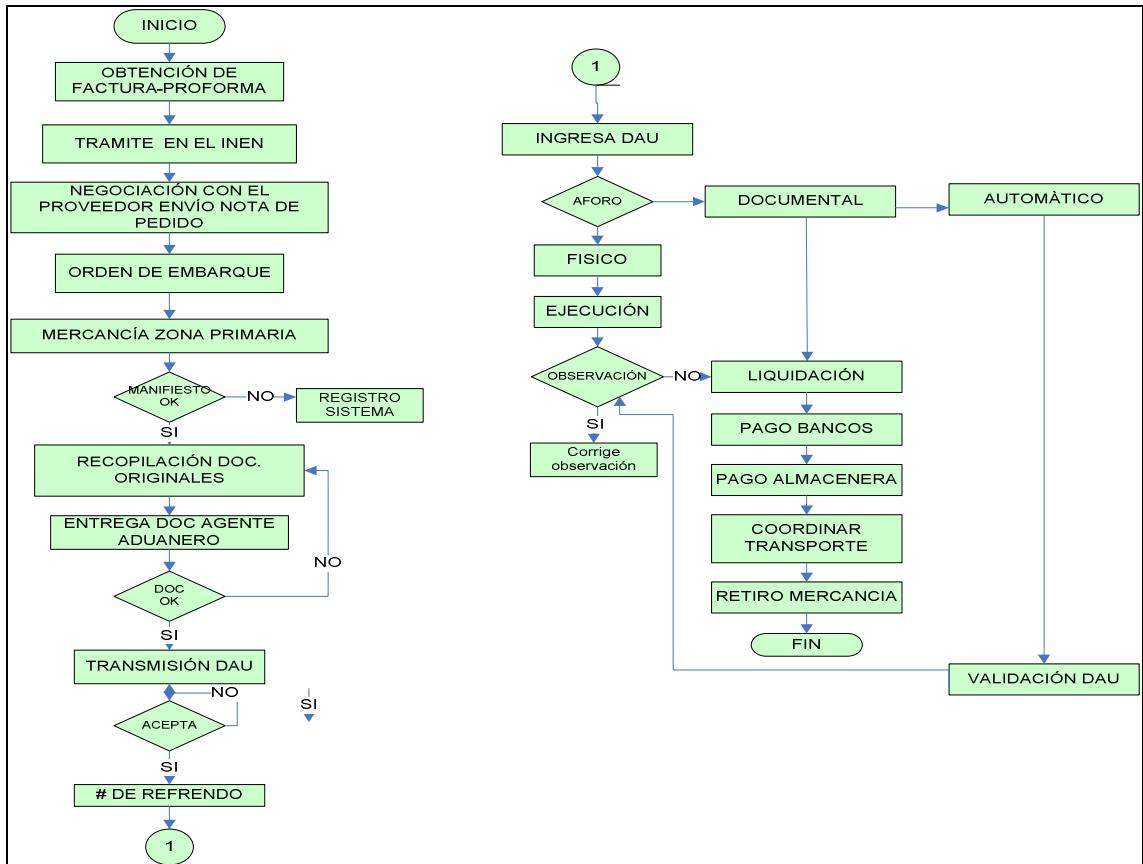 INICIO
OBTENCIÓN DE
FACTURA-PROFORMA
TRAMITE EN EL INEN
NEGOCIACIÓN CON EL
PROVEEDOR ENVÍO NOTA DE
PEDIDO
ORDEN DE EMBARQUE
MERCANCÍA ZONA PRIMARIA
MANIFIESTO
OK
NO
REGISTRO
SISTEMA
SI
RECOPILACIÓN DOC.
ORIGINALES
ENTREGA DOC AGENTE
ADUANERO
NO
DOC
OK
SI
TRANSMISIÓN DAU
NO
SI
ACEPTA
SI
# DE REFRENDO
1
1
INGRESA DAU
AFORO
DOCUMENTAL
AUTOMÀTICO
FISICO
EJECUCIÓN
OBSERVACIÓN
NO
LIQUIDACIÓN
SI
Corrige
observación
PAGO BANCOS
PAGO ALMACENERA
COORDINAR
TRANSPORTE
RETIRO MERCANCIA
FIN
VALIDACIÓN DAU